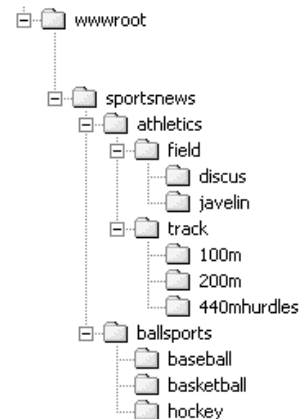 wwwroot
sportsnews
athletics
field
discus
javelin
track
100m
200m
440mhurdles
ballsports
baseball
basketball
hockey